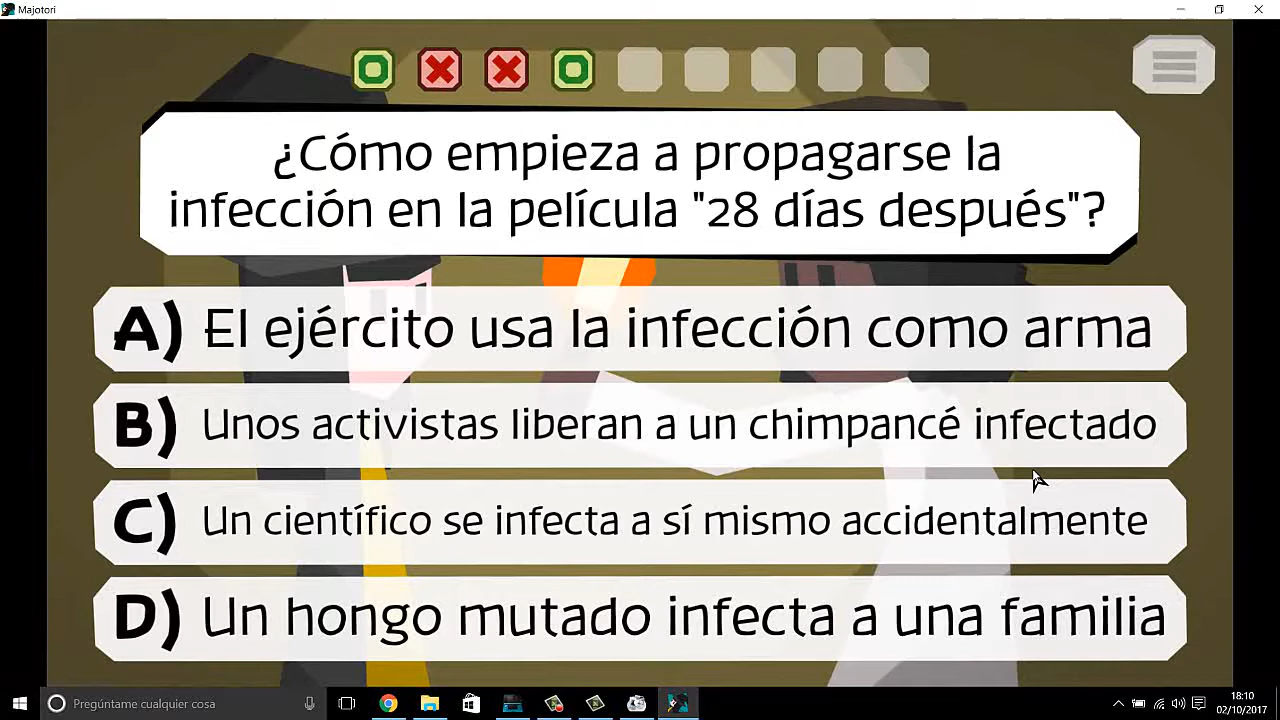 Majotori
¿Cómo empieza a propagarse la
infección en la película "28 días después"?
A) El ejército usa la infección como arma
B) Unos activistas liberan a un chimpancé infectado
C) Un científico se infecta a sí mismo accidentalmente
D) Un hongo mutado infecta a una familia
Pregúntame cualquier cosa
18:10
02/10/2017